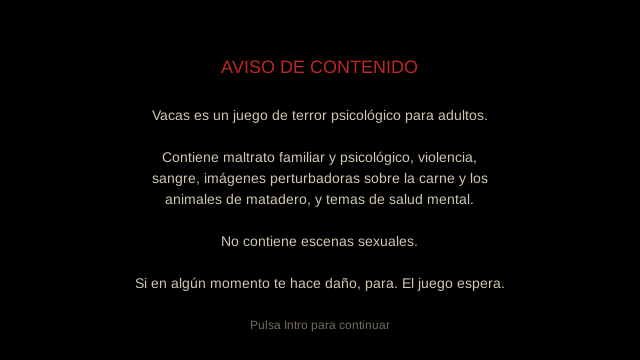 AVISO DE CONTENIDO
Vacas es un juego de terror psicológico para adultos.
Contiene maltrato familiar y psicológico, violencia,
sangre, imágenes perturbadoras sobre la carne y los
animales de matadero, y temas de salud mental.
No contiene escenas sexuales.
Si en algún momento te hace daño, para. El juego espera.
Pulsa Intro para continuar